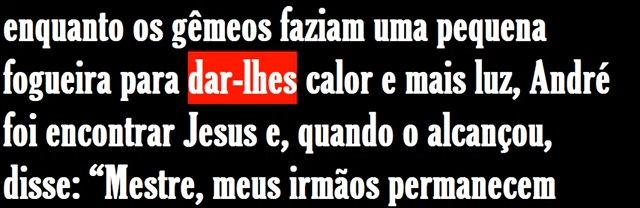 enquanto os gêmeos faziam uma pequena
fogueira para dar-lhes calor e mais luz, André
foi encontrar Jesus e, quando o alcançou,
disse: “Mestre, meus irmãos permanecem